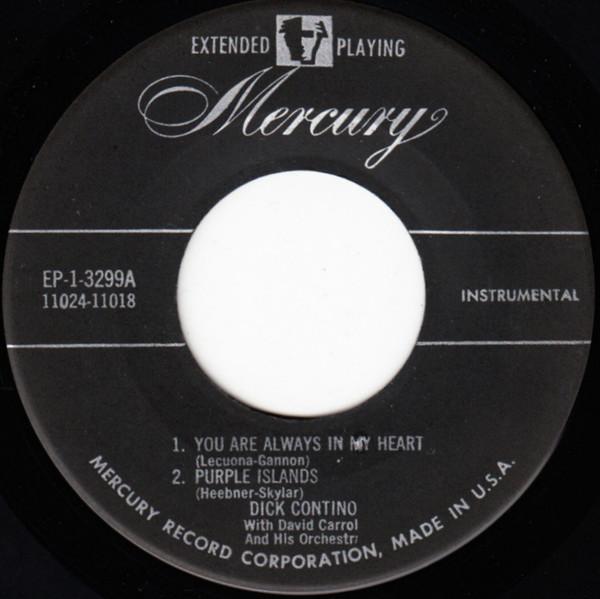 EXTENDED PLAYING
Mercury
EP-1-3299A
11024-11018
INSTRUMENTAL
1. YOU ARE ALWAYS IN MY HEART
(Lecuona-Gannon)
2. PURPLE ISLANDS
(Heebner-Skylar)
DICK CONTINO
With David Carrol
And His Orchestr
MERCURY RECORD CORPORATION, MADE IN U.S.A.